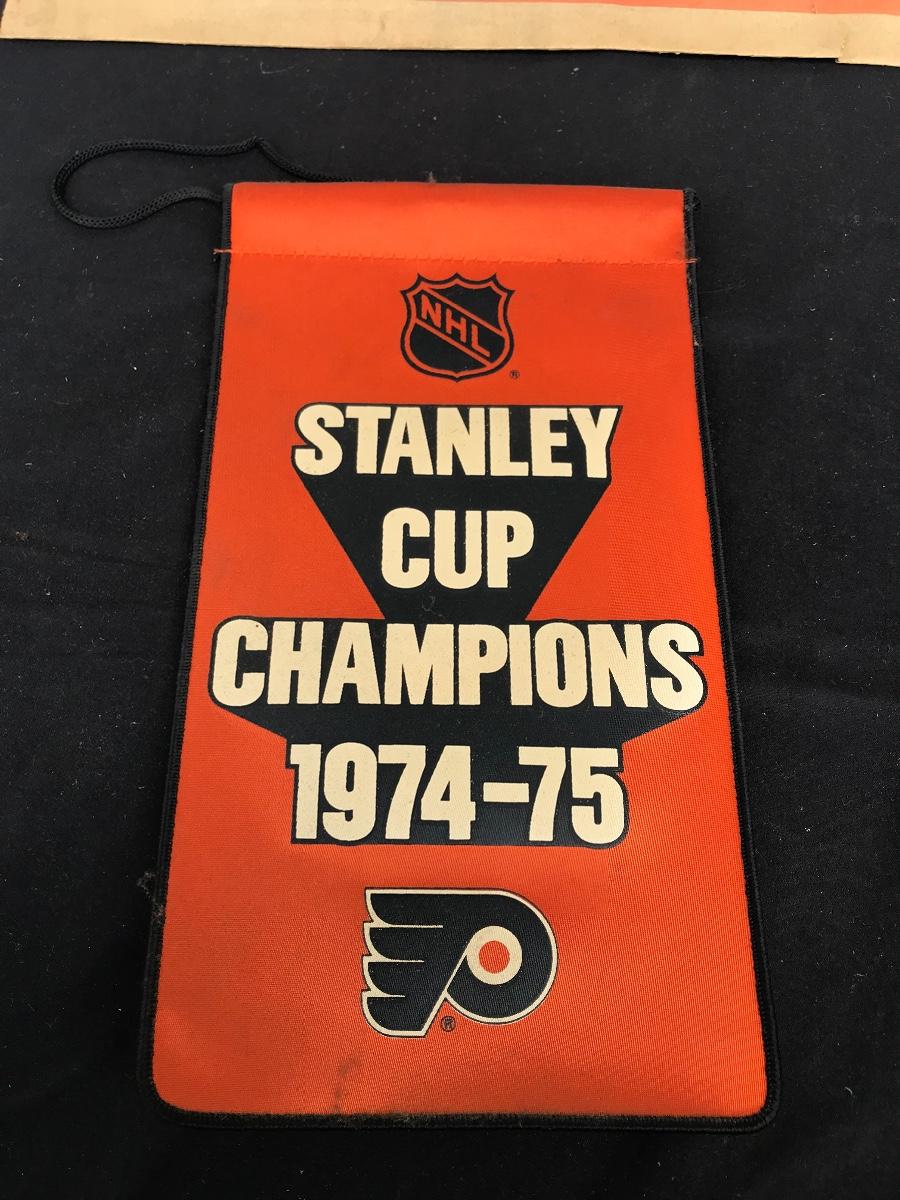 NHL
®
STANLEY
CUP
CHAMPIONS
1974-75
®